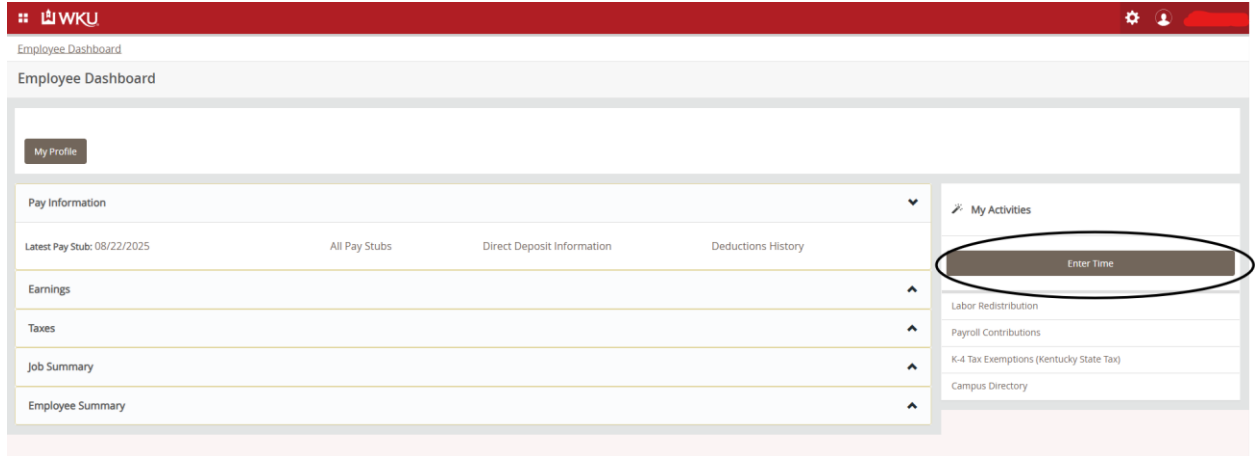 WKU
Employee Dashboard
Employee Dashboard
My Profile
Pay Information
Latest Pay Stub: 08/22/2025 All Pay Stubs Direct Deposit Information Deductions History
Earnings
Taxes
Job Summary
Employee Summary
My Activities
Enter Time
Labor Redistribution
Payroll Contributions
K-4 Tax Exemptions (Kentucky State Tax)
Campus Directory